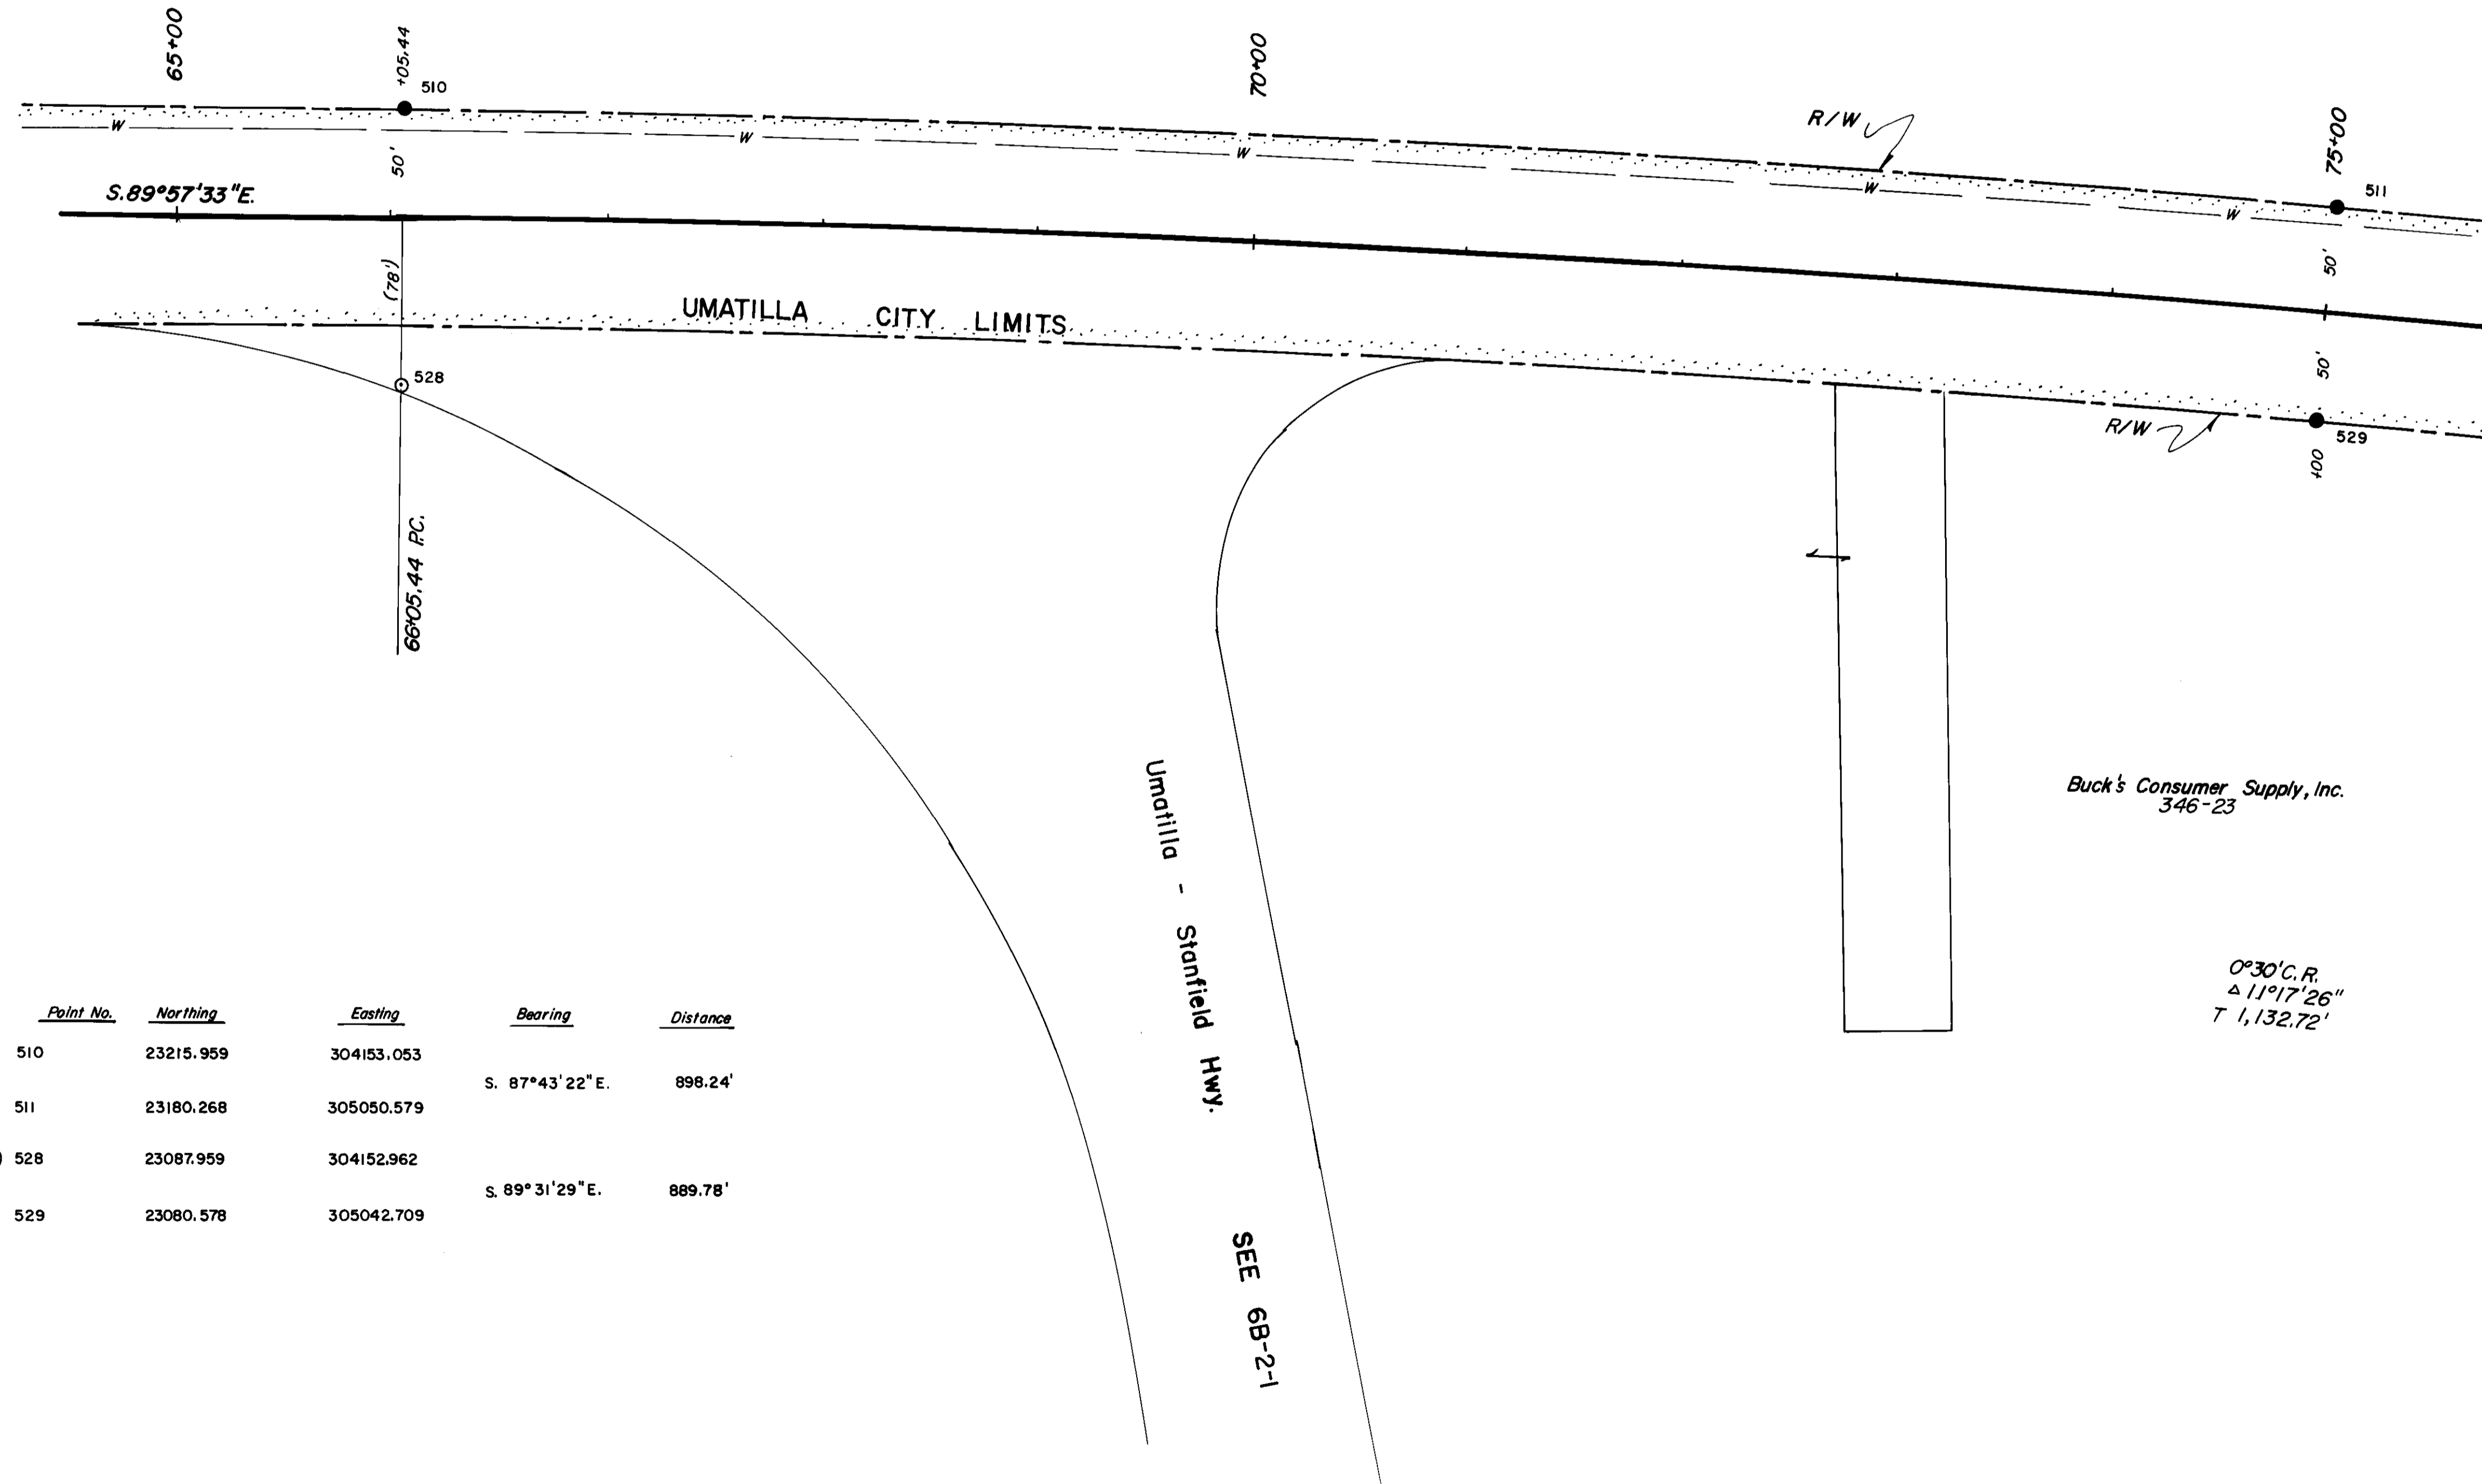 65+00
+05.44
510
70+00
R/W
75+00
511
W
W
W
W
W
50'
S.89°57'33"E.
50'
(78')
UMATILLA CITY LIMITS
528
50'
R/W
529
+00
66+05.44 P.C.
Umatilla - Stanfield Hwy.
SEE 6B-2-1
Buck's Consumer Supply, Inc.
346-23
0°30' C.R.
Δ 11°17'26"
T 1,132.72'
Point No. Northing Easting Bearing Distance
510 23215.959 304153.053
S. 87°43'22"E. 898.24'
511 23180.268 305050.579
) 528 23087.959 304152.962
S. 89°31'29"E. 889.78'
529 23080.578 305042.709